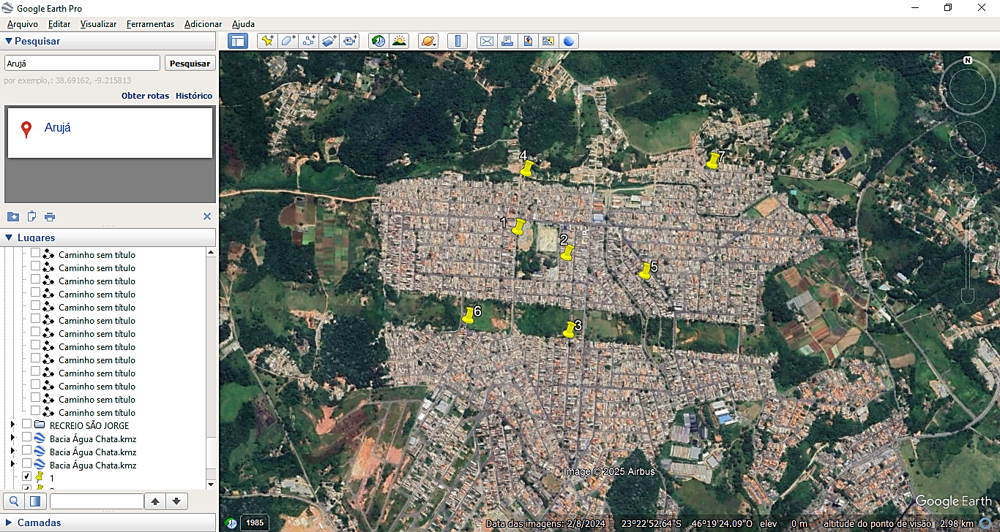 Google Earth Pro
Arquivo Editar Visualizar Ferramentas Adicionar Ajuda
Pesquisar
Arujá
Pesquisar
por exemplo,: 38.69162, -9.215813
Obter rotas Histórico
Arujá
Lugares
Caminho sem título
Caminho sem título
Caminho sem título
Caminho sem título
Caminho sem título
Caminho sem título
Caminho sem título
Caminho sem título
Caminho sem título
Caminho sem título
Caminho sem título
Caminho sem título
Caminho sem título
RECREIO SÃO JORGE
Bacia Água Chata.kmz
Bacia Água Chata.kmz
Bacia Água Chata.kmz
1
Camadas
N
4
7
1
2
5
6
3
Image © 2025 Airbus
Google Earth
1985
Data das imagens: 2/8/2024 23°22'52.64"S 46°19'24.09"O elev 0 m altitude do ponto de visão 2.98 km